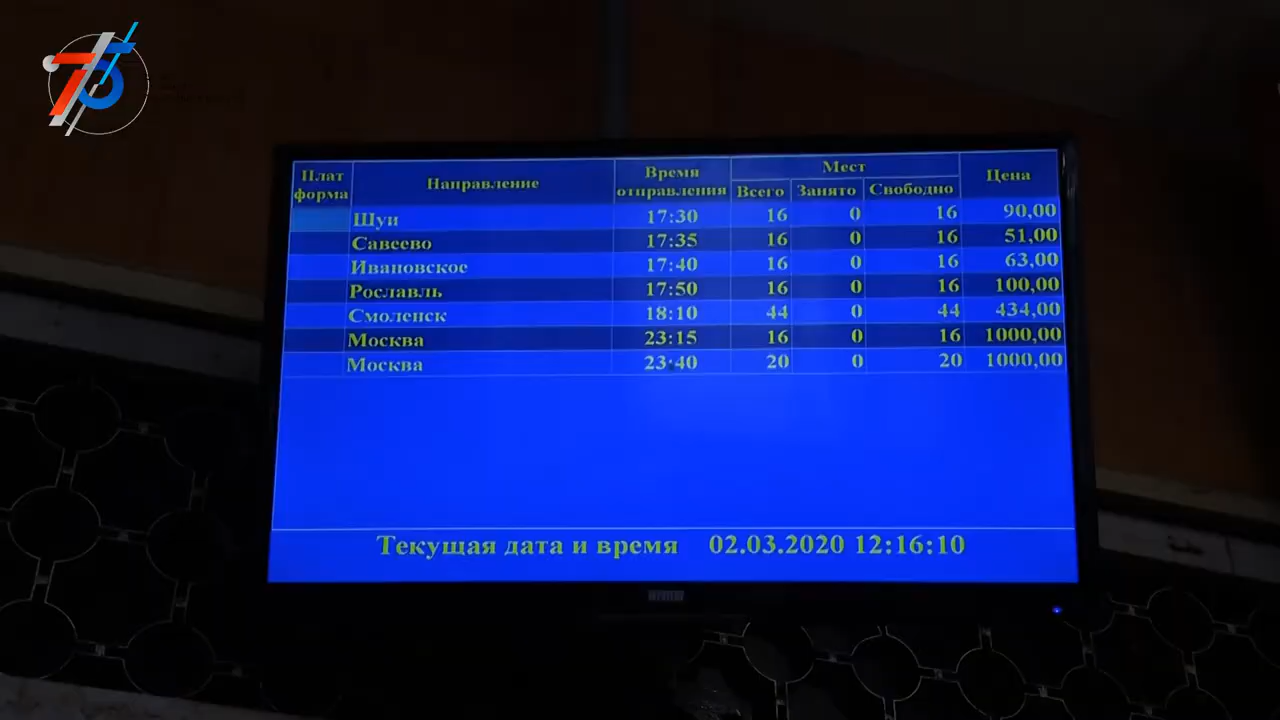 Плат форма Направление Время отправления Мест Всего Занято Свободно Цена
Шуи 17:30 16 0 16 90,00
Савеево 17:35 16 0 16 51,00
Ивановское 17:40 16 0 16 63,00
Рославль 17:50 16 0 16 100,00
Смоленск 18:10 44 0 44 434,00
Москва 23:15 16 0 16 1000,00
Москва 23:40 20 0 20 1000,00
Текущая дата и время 02.03.2020 12:16:10